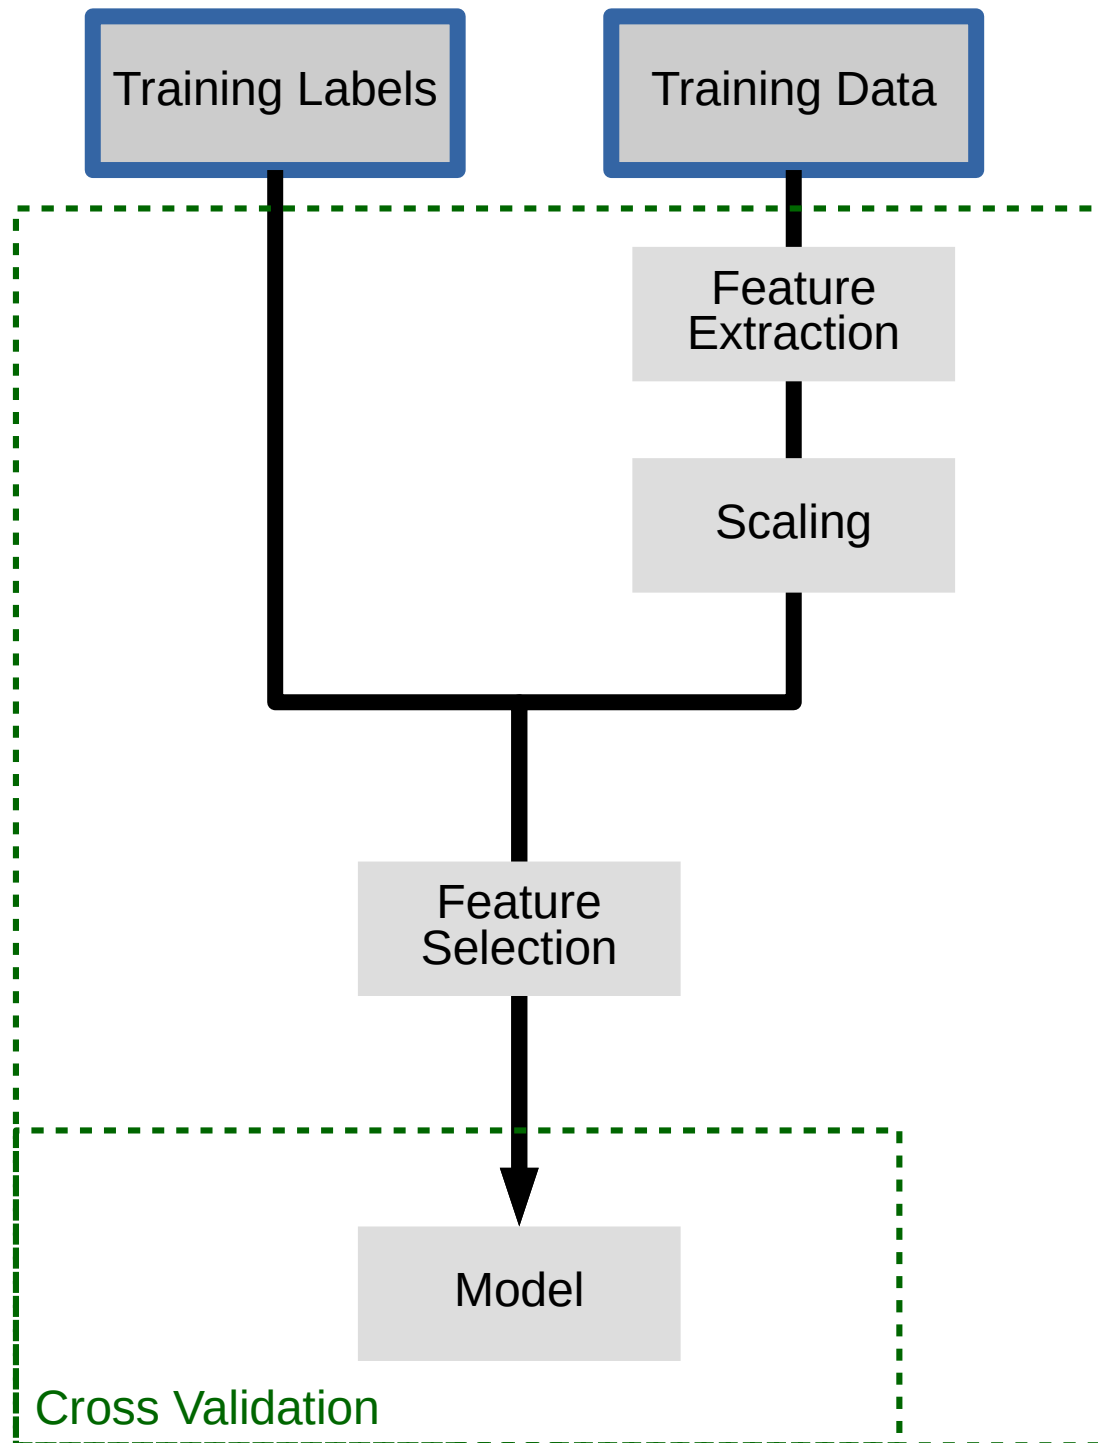 Training Labels
Training Data
Feature
Extraction
Scaling
Feature
Selection
Model
Cross Validation